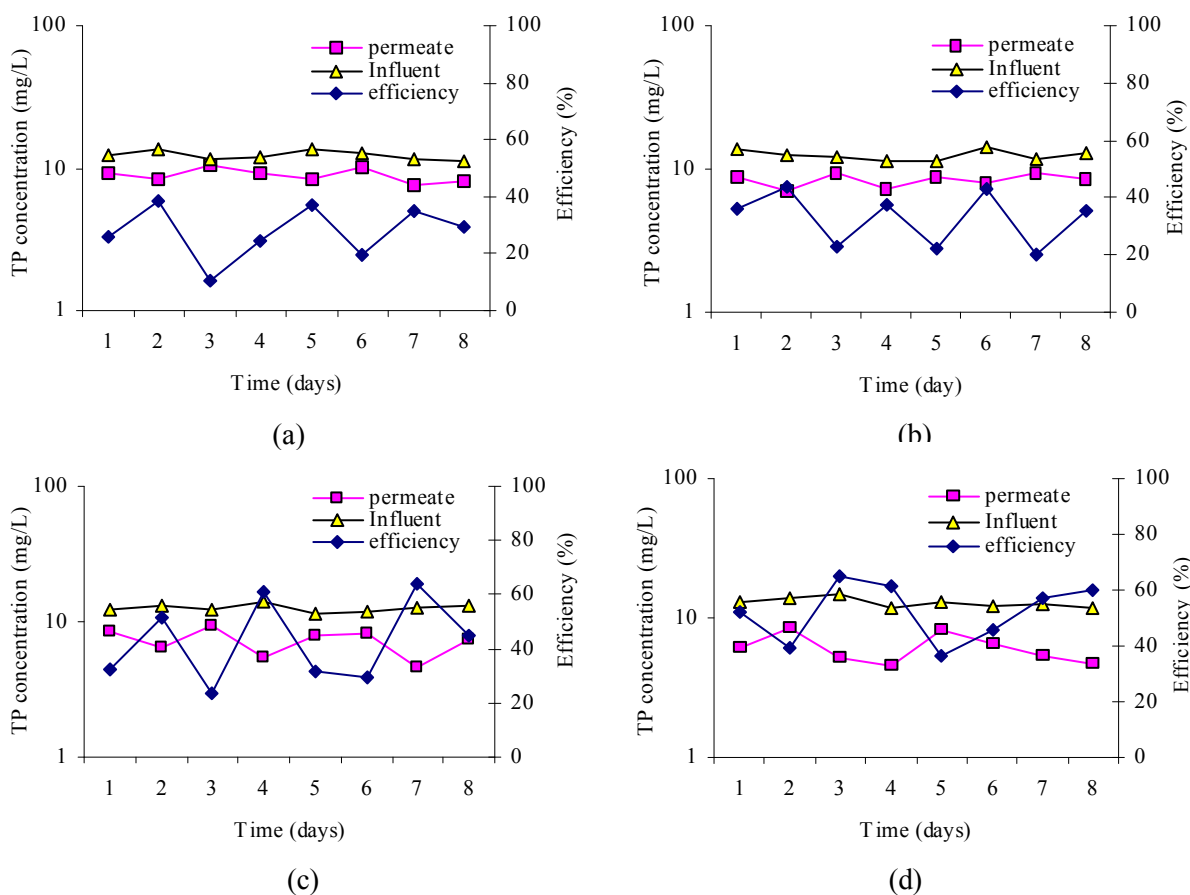 100
10
1
TP concentration (mg/L)
permeate
Influent
efficiency
100
80
60
40
20
0
Efficiency (%)
1 2 3 4 5 6 7 8
Time (days)
(a)
100
10
1
TP concentration (mg/L)
permeate
Influent
efficiency
100
80
60
40
20
0
Efficiency (%)
1 2 3 4 5 6 7 8
Time (day)
(b)
100
10
1
TP concentration (mg/L)
permeate
Influent
efficiency
100
80
60
40
20
0
Efficiency (%)
1 2 3 4 5 6 7 8
Time (days)
(c)
100
10
1
TP concentration (mg/L)
permeate
Influent
efficiency
100
80
60
40
20
0
Efficiency (%)
1 2 3 4 5 6 7 8
Time (days)
(d)